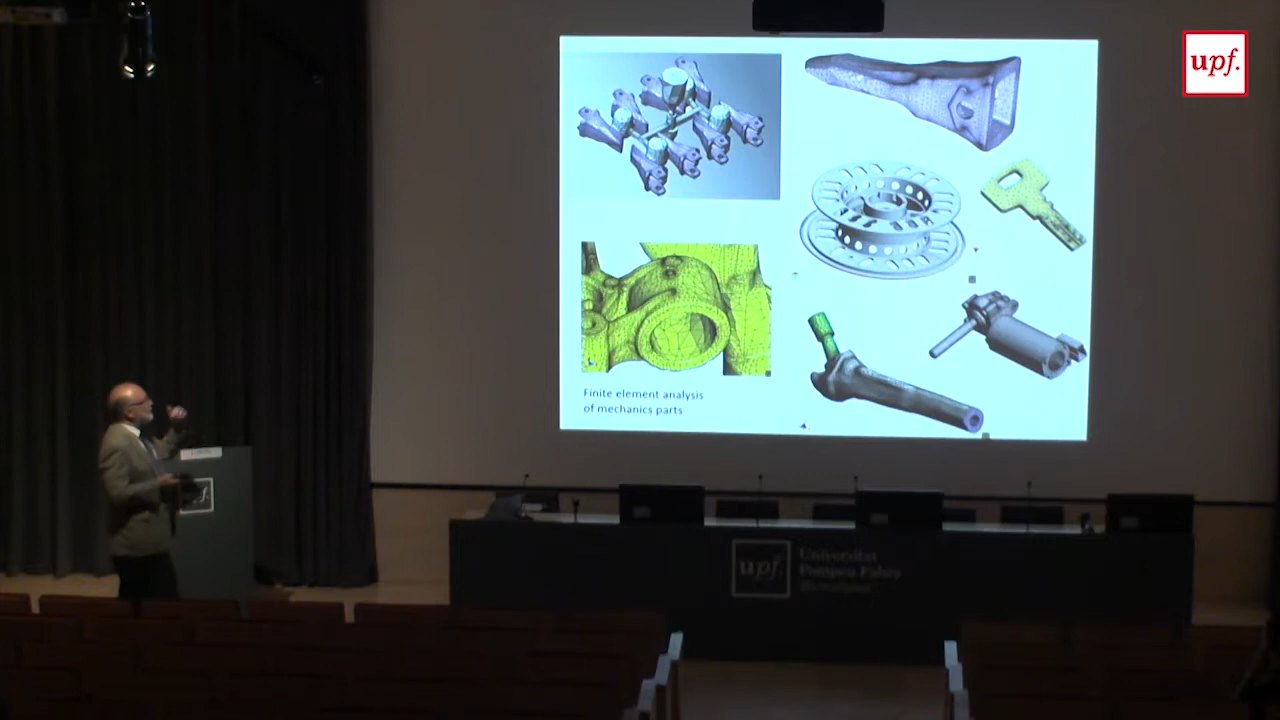 upf.
Finite element analysis
of mechanics parts
upf.
Universitat
Pompeu Fabra
Barcelona